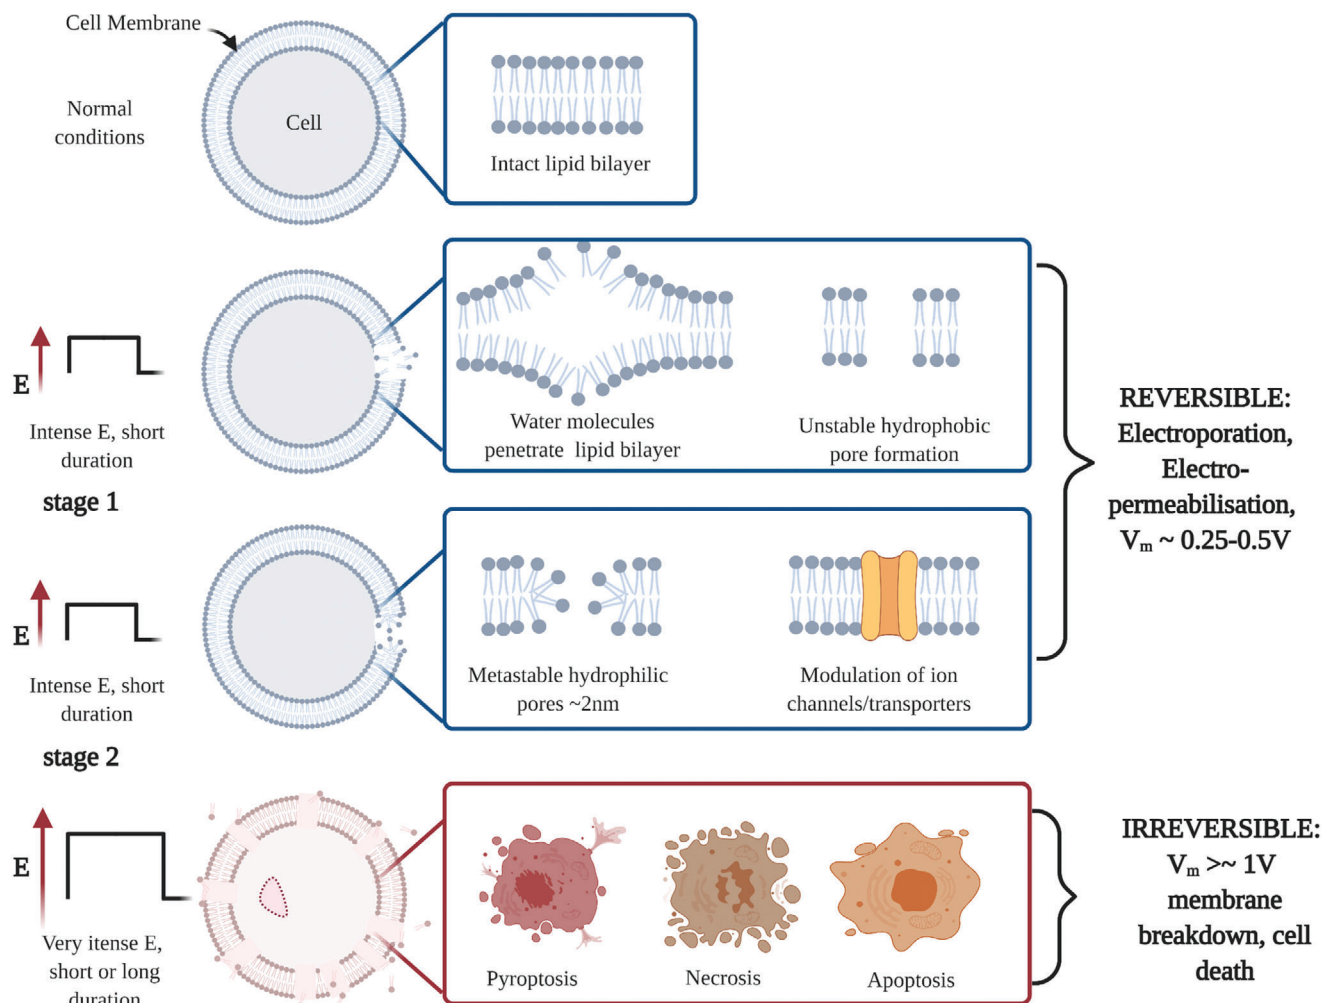 Cell Membrane
Normal
conditions
Cell
Intact lipid bilayer
E
Intense E, short
duration
stage 1
Water molecules
penetrate lipid bilayer
Unstable hydrophobic
pore formation
REVERSIBLE:
Electroporation,
Electro-
permeabilisation,
Vₘ ~ 0.25-0.5V
E
Intense E, short
duration
stage 2
Metastable hydrophilic
pores ~2nm
Modulation of ion
channels/transporters
E
Very itense E,
short or long
duration
Pyroptosis
Necrosis
Apoptosis
IRREVERSIBLE:
Vₘ >~ 1V
membrane
breakdown, cell
death